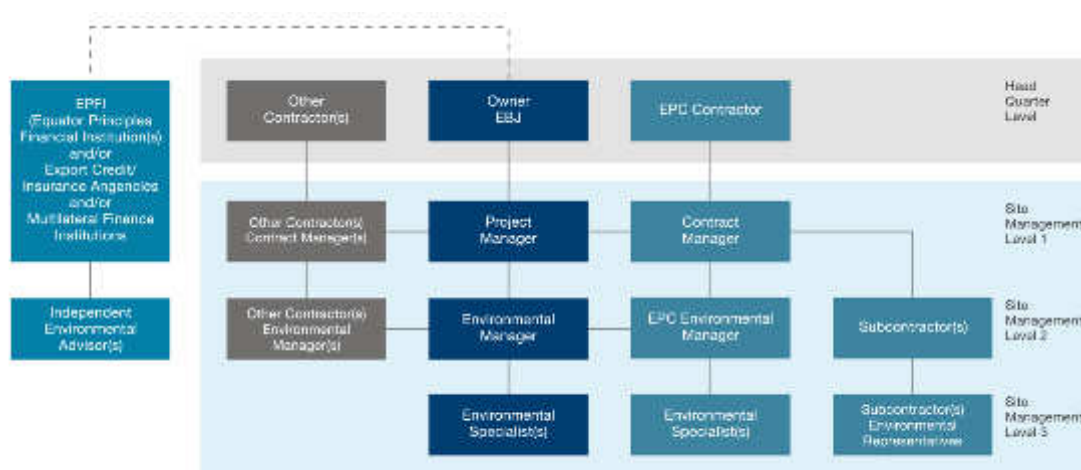 EPFI
(Equator Principles
Financial Institution(s)
and/or
Export Credit/
Insurance Angencies
and/or
Multilateral Finance
Institutions
Independent
Environmental
Advisor(s)
Other
Contractor(s)
Owner
EBJ
EPC Contractor
Head
Quarter
Level
Other Contractor(s)
Contract Manager(s)
Project
Manager
Contract
Manager
Site
Management
Level 1
Other Contractor(s)
Environmental
Manager(s)
Environmental
Manager
EPC Environmental
Manager
Subcontractor(s)
Site
Management
Level 2
Environmental
Specialist(s)
Environmental
Specialist(s)
Subcontractor(s)
Environmental
Representatives
Site
Management
Level 3